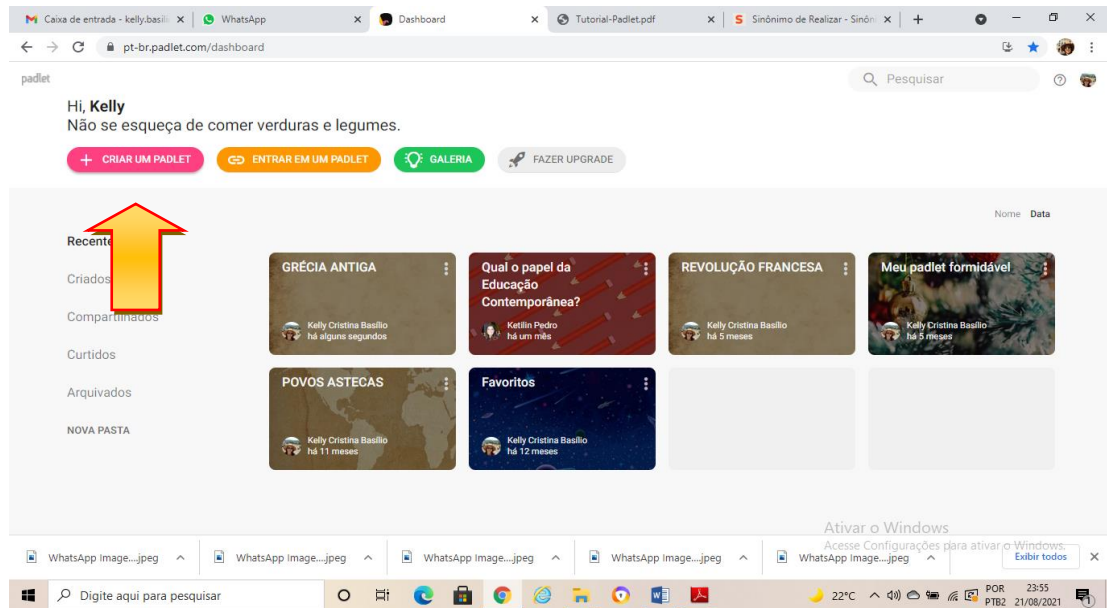 Caixa de entrada - kelly.basili
WhatsApp
Dashboard
Tutorial-Padlet.pdf
Sinônimo de Realizar - Sinôn
pt-br.padlet.com/dashboard
padlet
Pesquisar
Hi, Kelly
Não se esqueça de comer verduras e legumes.
+ CRIAR UM PADLET
ENTRAR EM UM PADLET
GALERIA
FAZER UPGRADE
Nome Data
Recente
Criados
Compartilhados
Curtidos
Arquivados
NOVA PASTA
GRÉCIA ANTIGA
Kelly Cristina Basílio
há alguns segundos
Qual o papel da
Educação
Contemporânea?
Ketilin Pedro
há um mês
REVOLUÇÃO FRANCESA
Kelly Cristina Basílio
há 5 meses
Meu padlet formidável
Kelly Cristina Basílio
há 5 meses
POVOS ASTECAS
Kelly Cristina Basílio
há 11 meses
Favoritos
Kelly Cristina Basílio
há 12 meses
Ativar o Windows
Acesse Configurações para ativar o Windows.
WhatsApp Image....jpeg
WhatsApp Image....jpeg
WhatsApp Image....jpeg
WhatsApp Image....jpeg
WhatsApp Image....jpeg
Exibir todos
Digite aqui para pesquisar
22°C
POR
PTB2
23:55
21/08/2021
1